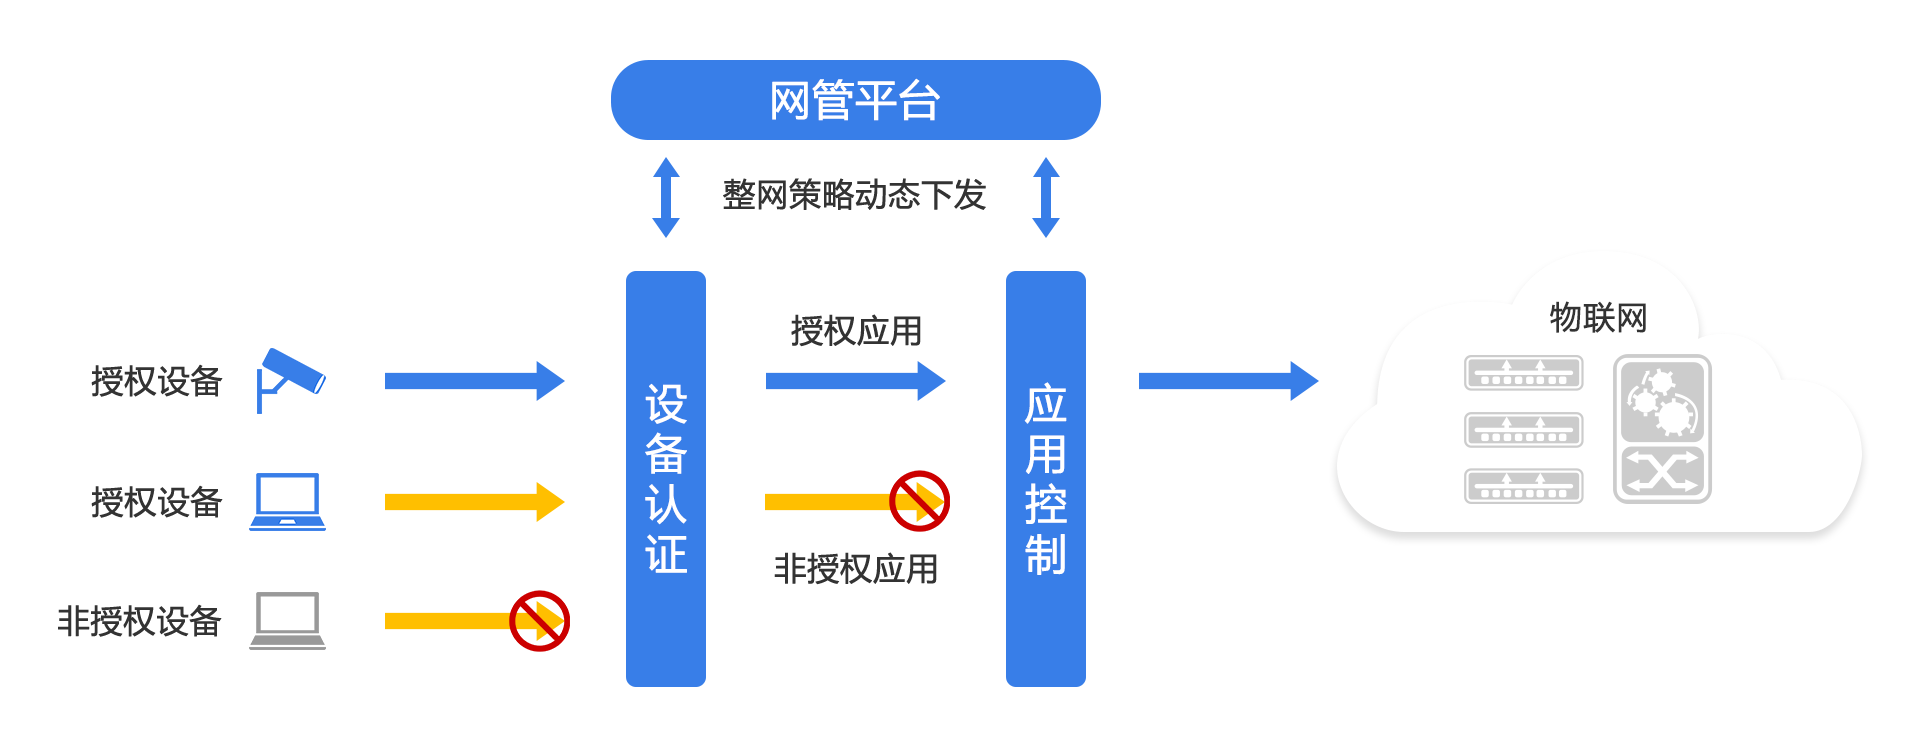 网管平台
整网策略动态下发
授权设备
授权设备
非授权设备
设备认证
授权应用
非授权应用
应用控制
物联网